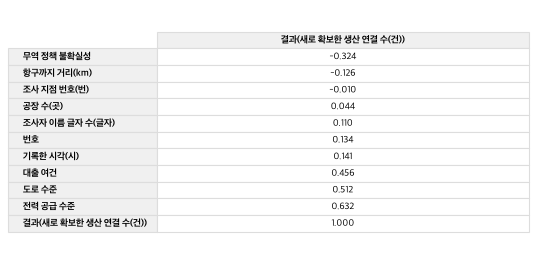 결과(새로 확보한 생산 연결 수(건))
무역 정책 불확실성 -0.324
항구까지 거리(km) -0.126
조사 지점 번호(번) -0.010
공장 수(곳) 0.044
조사자 이름 글자 수(글자) 0.110
번호 0.134
기록한 시각(시) 0.141
대출 여건 0.456
도로 수준 0.512
전력 공급 수준 0.632
결과(새로 확보한 생산 연결 수(건)) 1.000